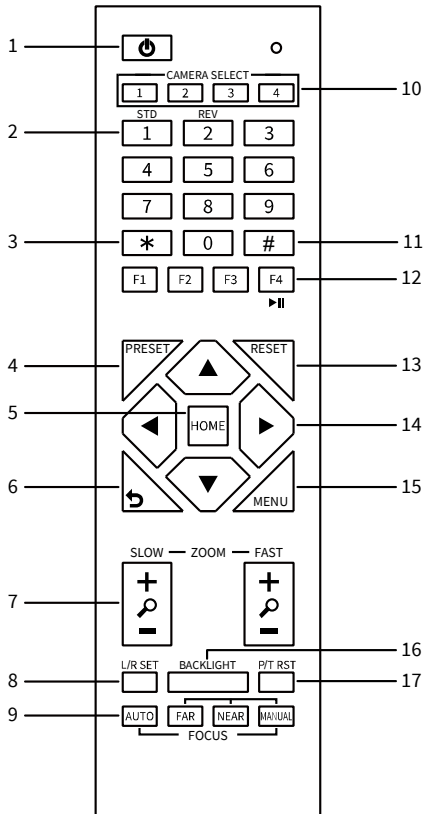 1
CAMERA SELECT
1 2 3 4
10
STD REV
2
1 2 3
4 5 6
7 8 9
3
* 0 #
11
F1 F2 F3 F4
12
PRESET RESET
4
13
5
HOME
14
6
MENU
15
SLOW ZOOM FAST
7
+ +
- -
16
L/R SET BACKLIGHT P/T RST
8
17
9
AUTO FAR NEAR MANUAL
FOCUS